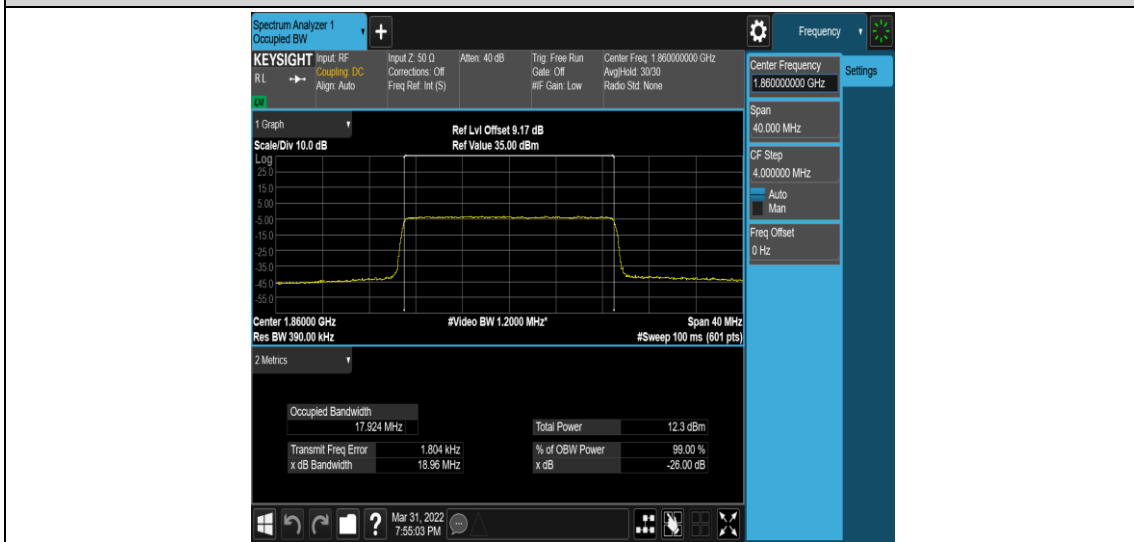 Spectrum Analyzer 1
Occupied BW
Frequency
KEYSIGHT
RL
LXI
Input: RF
Coupling: DC
Align: Auto
Input Z: 50 Ω
Corrections: Off
Freq Ref: Int (S)
Atten: 40 dB
Trig: Free Run
Gate: Off
#IF Gain: Low
Center Freq: 1.860000000 GHz
Avg|Hold: 30/30
Radio Std: None
Center Frequency
1.860000000 GHz
Settings
Span
40.000 MHz
CF Step
4.000000 MHz
Auto
Man
Freq Offset
0 Hz
1 Graph
Scale/Div 10.0 dB
Ref Lvl Offset 9.17 dB
Ref Value 35.00 dBm
Log
25.0
15.0
5.00
-5.00
-15.0
-25.0
-35.0
-45.0
-55.0
Center 1.86000 GHz
Res BW 390.00 kHz
#Video BW 1.2000 MHz*
Span 40 MHz
#Sweep 100 ms (601 pts)
2 Metrics
Occupied Bandwidth
17.924 MHz
Transmit Freq Error 1.804 kHz
x dB Bandwidth 18.96 MHz
Total Power 12.3 dBm
% of OBW Power 99.00 %
x dB -26.00 dB
?
Mar 31, 2022
7:55:03 PM